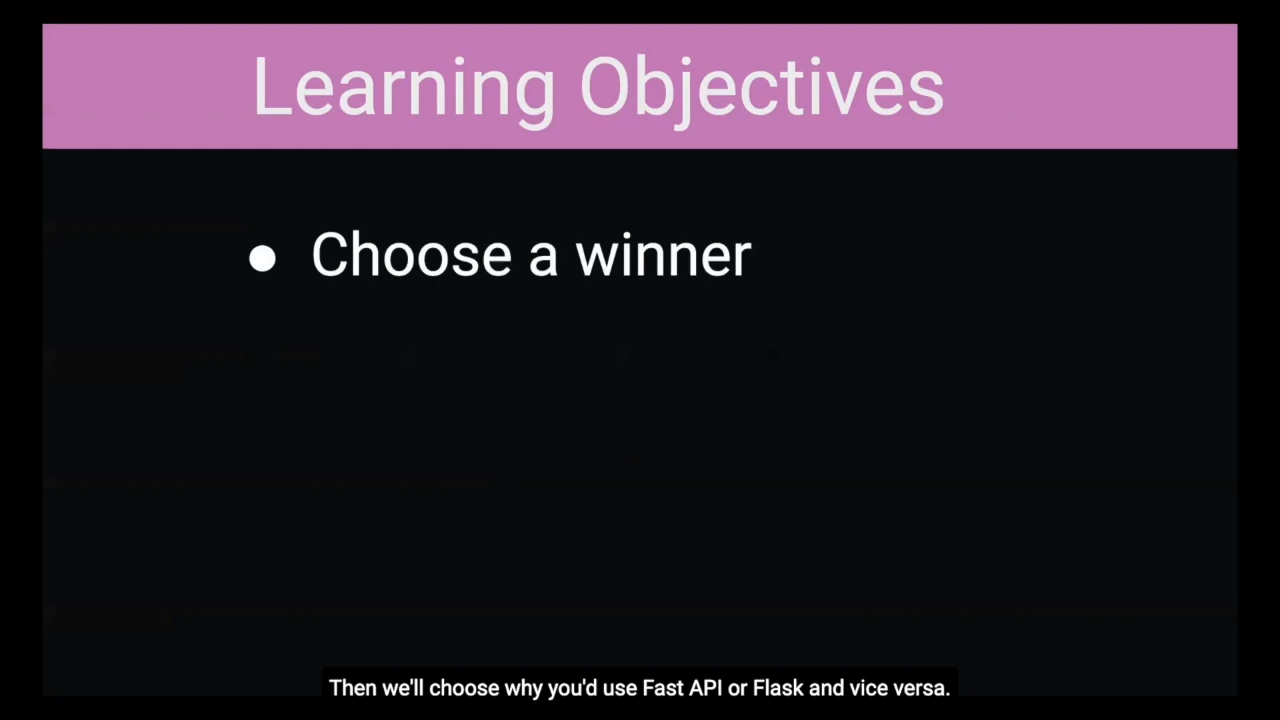 Learning Objectives
● Choose a winner
Then we'll choose why you'd use Fast API or Flask and vice versa.